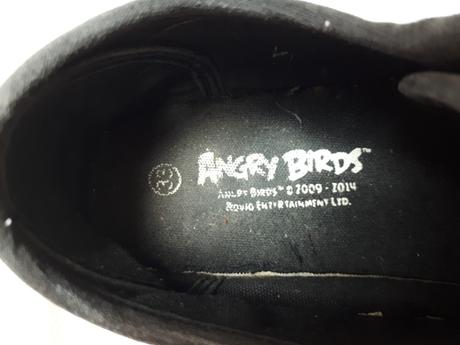 ANGRY BIRDS™
ANGRY BIRDS™ © 2009 - 2014
ROVIO ENTERTAINMENT LTD.